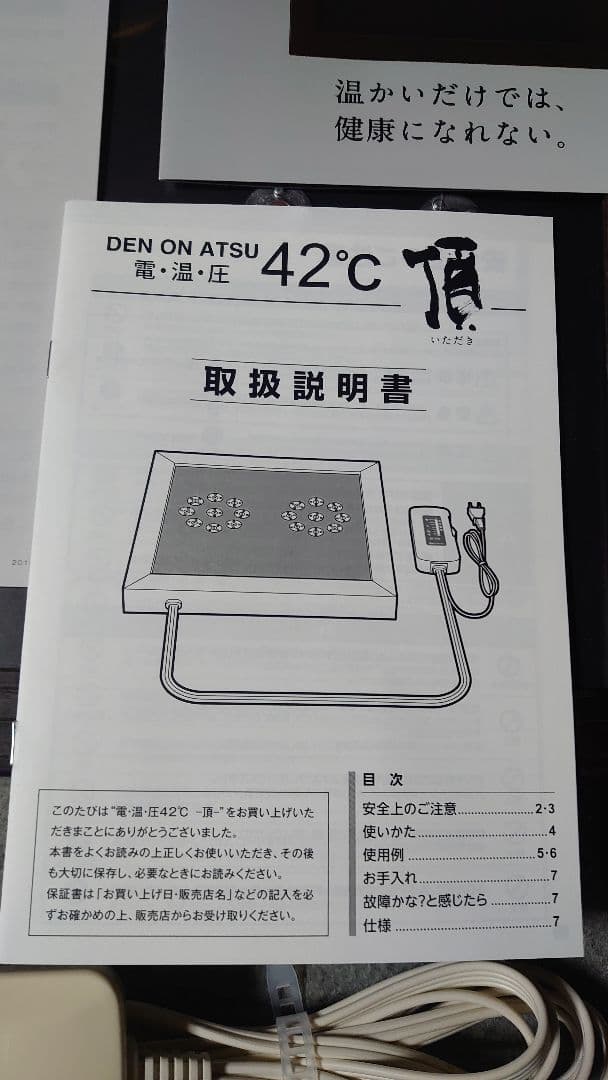 温かいだけでは、
健康になれない。
DEN ON ATSU
電・温・圧
42℃
頂
いただき
取扱説明書
このたびは"電・温・圧42℃ -頂-"をお買い上げいた
だきまことにありがとうございました。
本書をよくお読みの上正しくお使いいただき、その後
も大切に保存し、必要なときにお読みください。
保証書は「お買い上げ日・販売店名」などの記入を必
ずお確かめの上、販売店からお受け取りください。
目次
安全上のご注意....................2・3
使いかた..................................4
使用例..................................5・6
お手入れ..................................7
故障かな?と感じたら................7
仕様........................................7
201